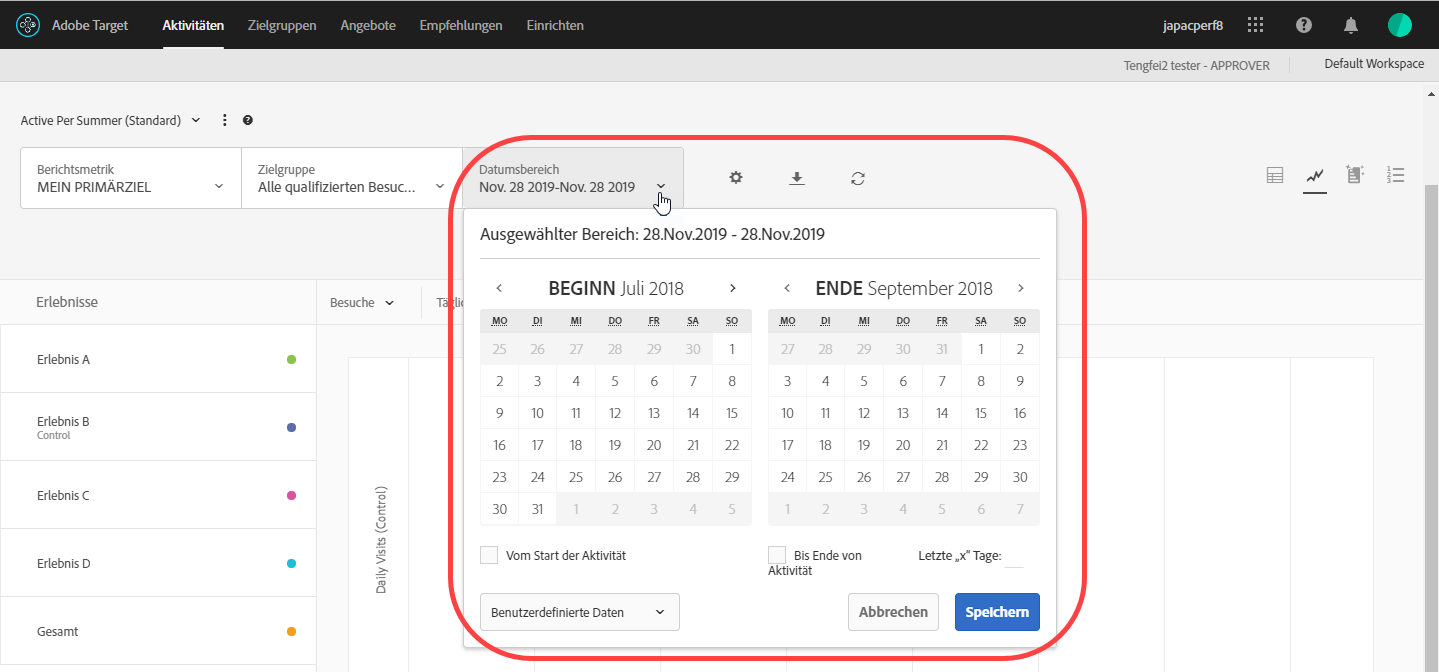 Adobe Target Aktivitäten Zielgruppen Angebote Empfehlungen Einrichten japacperf8
Tengfei2 tester - APPROVER Default Workspace
Active Per Summer (Standard)
Berichtsmetrik
MEIN PRIMÄRZIEL
Zielgruppe
Alle qualifizierten Besuc...
Datumsbereich
Nov. 28 2019-Nov. 28 2019
Ausgewählter Bereich: 28.Nov.2019 - 28.Nov.2019
BEGINN Juli 2018
MO DI MI DO FR SA SO
25 26 27 28 29 30 1
2 3 4 5 6 7 8
9 10 11 12 13 14 15
16 17 18 19 20 21 22
23 24 25 26 27 28 29
30 31 1 2 3 4 5
ENDE September 2018
MO DI MI DO FR SA SO
27 28 29 30 31 1 2
3 4 5 6 7 8 9
10 11 12 13 14 15 16
17 18 19 20 21 22 23
24 25 26 27 28 29 30
1 2 3 4 5 6 7
Vom Start der Aktivität
Bis Ende von
Aktivität
Letzte „x" Tage:
Benutzerdefinierte Daten
Abbrechen
Speichern
Erlebnisse
Besuche
Erlebnis A
Erlebnis B
Control
Erlebnis C
Erlebnis D
Gesamt
Daily Visits (Control)